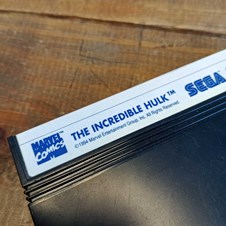 MARVEL
COMICS
THE INCREDIBLE HULK™
©1994 Marvel Entertainment Group, Inc. All Rights Reserved.
SEGA